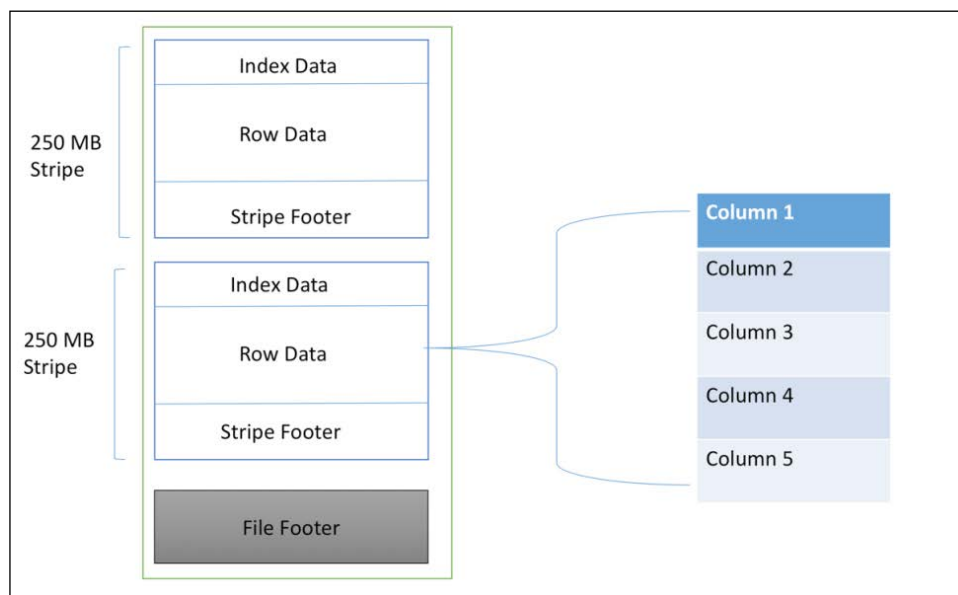 Index Data
Row Data
250 MB
Stripe
Stripe Footer
Index Data
Row Data
250 MB
Stripe
Stripe Footer
File Footer
Column 1
Column 2
Column 3
Column 4
Column 5